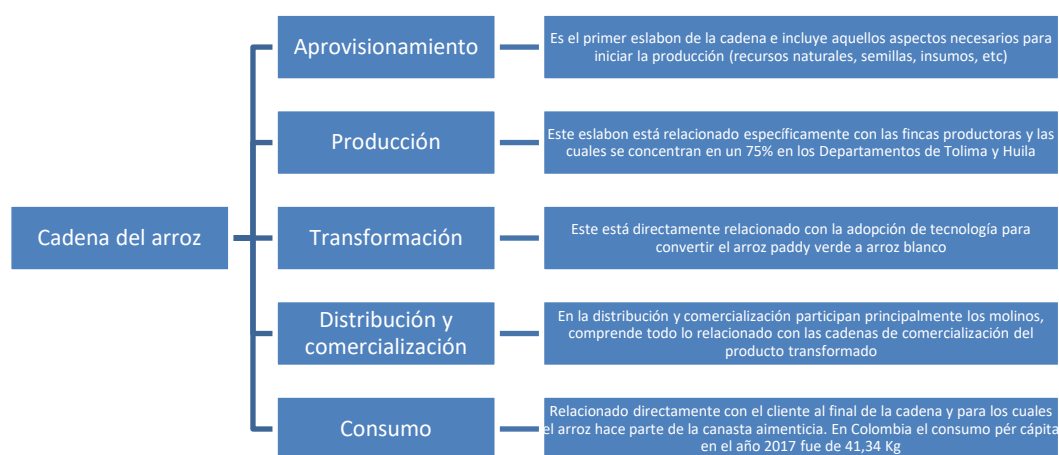 Aprovisionamiento
Es el primer eslabon de la cadena e incluye aquellos aspectos necesarios para
iniciar la producción (recursos naturales, semillas, insumos, etc)
Producción
Este eslabon está relacionado específicamente con las fincas productoras y las
cuales se concentran en un 75% en los Departamentos de Tolima y Huila
Cadena del arroz
Transformación
Este está directamente relacionado con la adopción de tecnología para
convertir el arroz paddy verde a arroz blanco
Distribución y
comercialización
En la distribución y comercialización participan principalmente los molinos,
comprende todo lo relacionado con las cadenas de comercialización del
producto transformado
Consumo
Relacionado directamente con el cliente al final de la cadena y para los cuales
el arroz hace parte de la canasta aimenticia. En Colombia el consumo pér cápita
en el año 2017 fue de 41,34 Kg